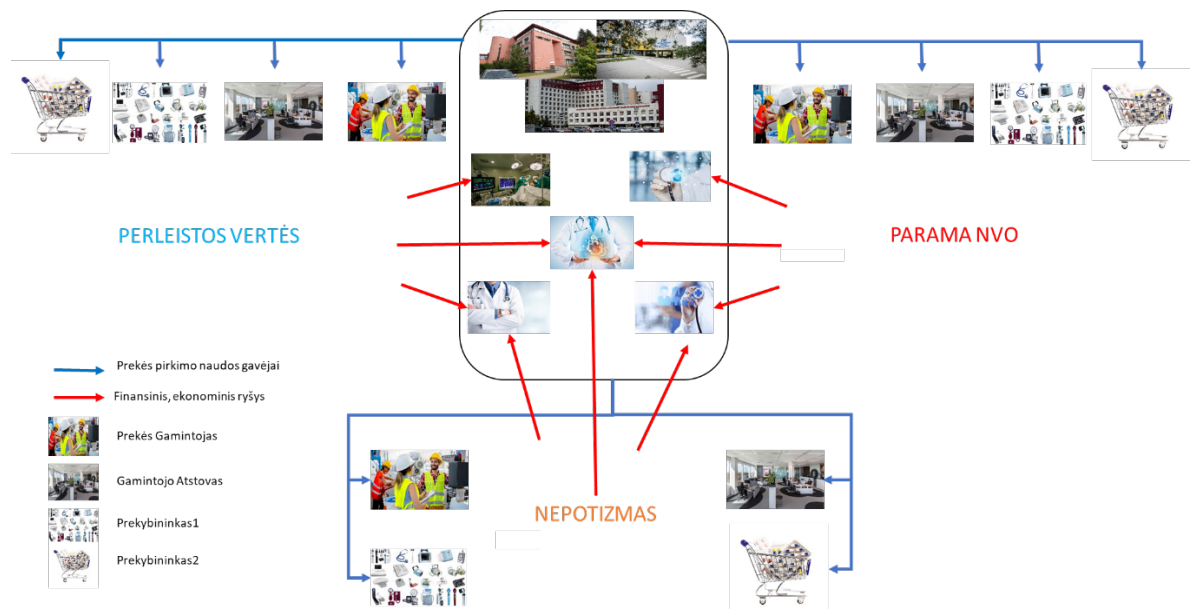 PERLEISTOS VERTĖS
PARAMA NVO
Prekės pirkimo naudos gavėjai
Finansinis, ekonominis ryšys
Prekės Gamintojas
Gamintojo Atstovas
NEPOTIZMAS
Prekybininkas1
Prekybininkas2